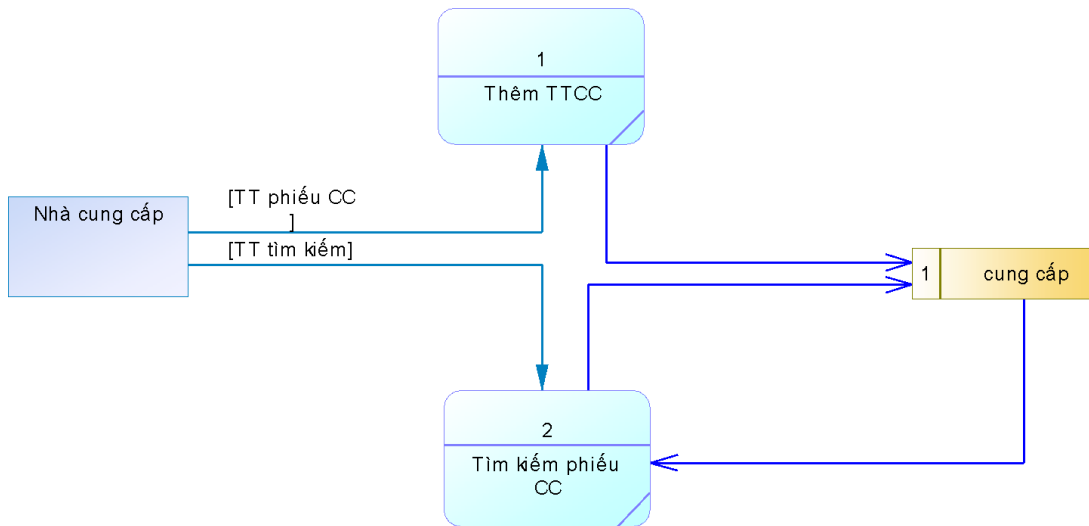 1
Thêm TTCC
[TT phiếu CC
]
Nhà cung cấp
[TT tìm kiếm]
1
cung cấp
2
Tìm kiếm phiếu
CC